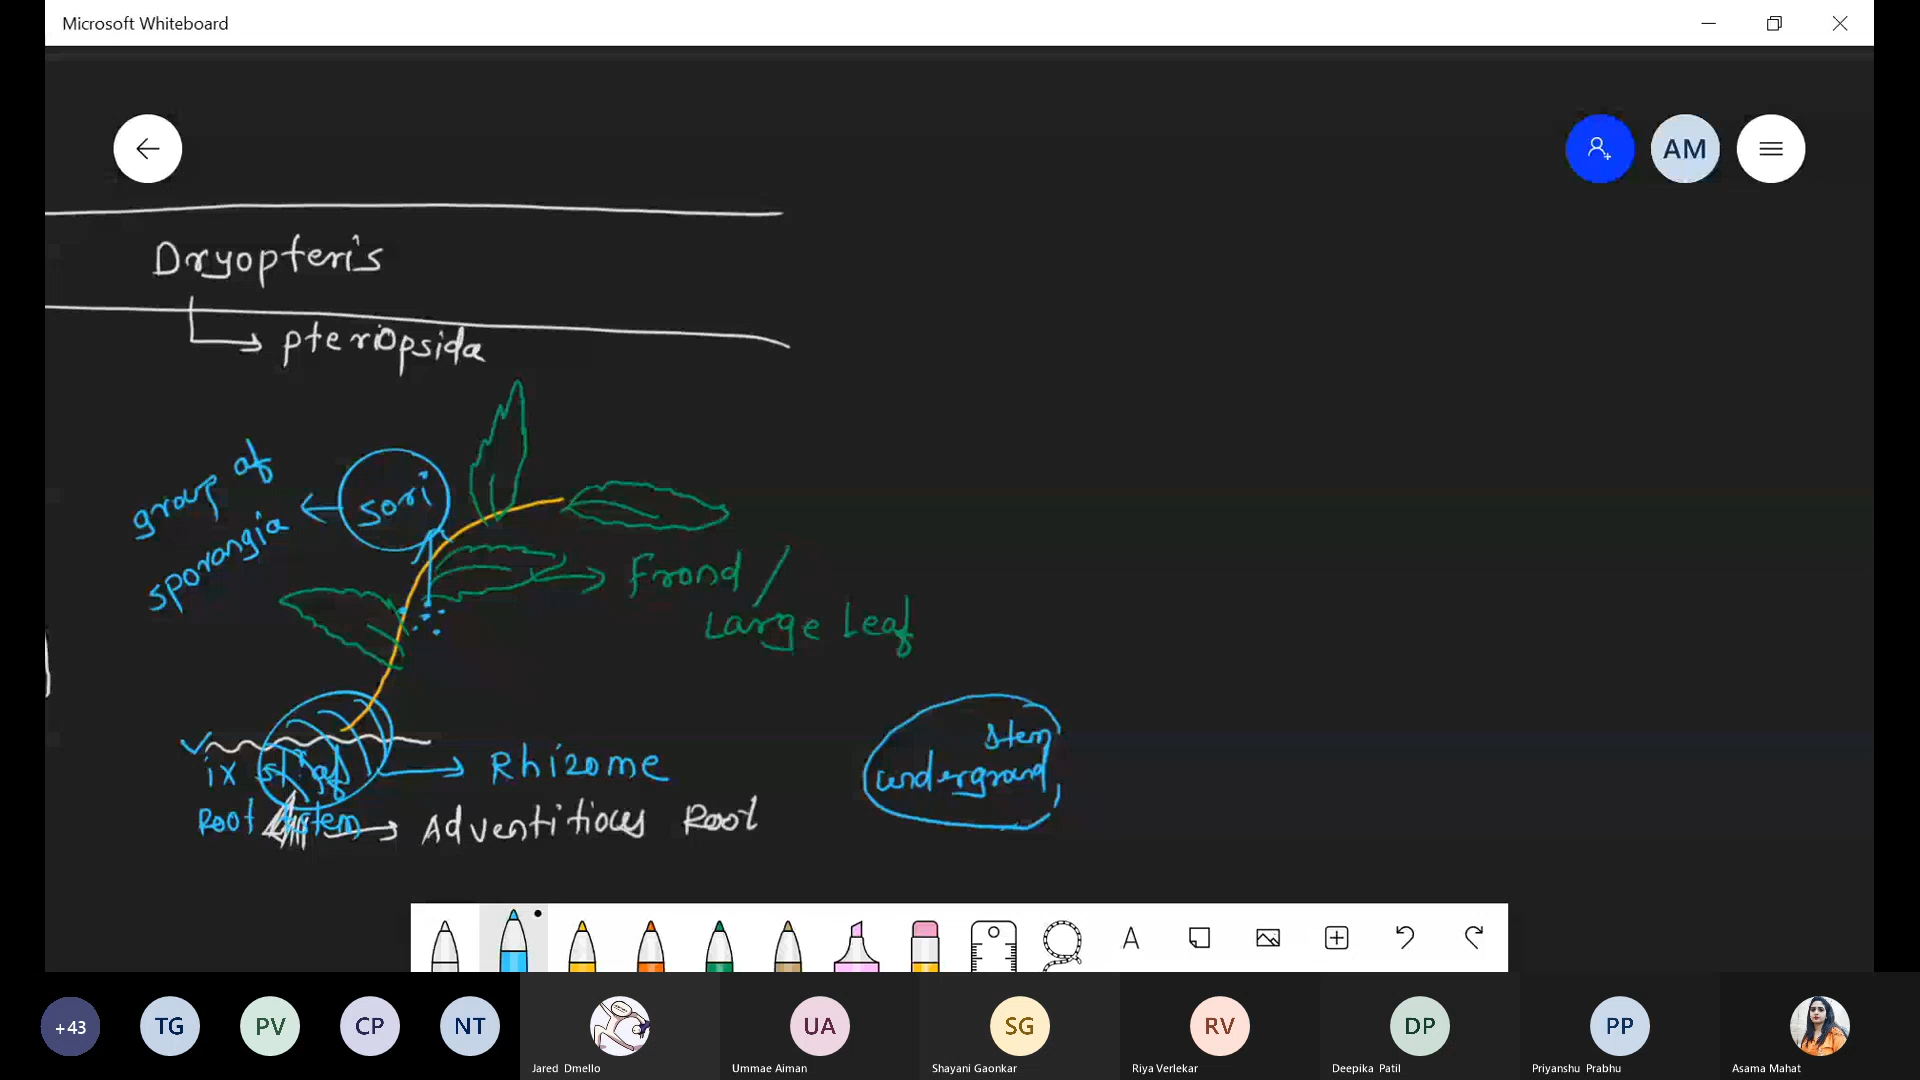 Microsoft Whiteboard
AM
Dryopteris
pteriopsida
group of
sporangia
sori
Frond /
Large Leaf
Rhizome
stem
underground
ix
Root
Adventitious Root
A
+43
TG
PV
CP
NT
UA
SG
RV
DP
PP
Jared Dmello
Ummae Aiman
Shayani Gaonkar
Riya Verlekar
Deepika Patil
Priyanshu Prabhu
Asama Mahat